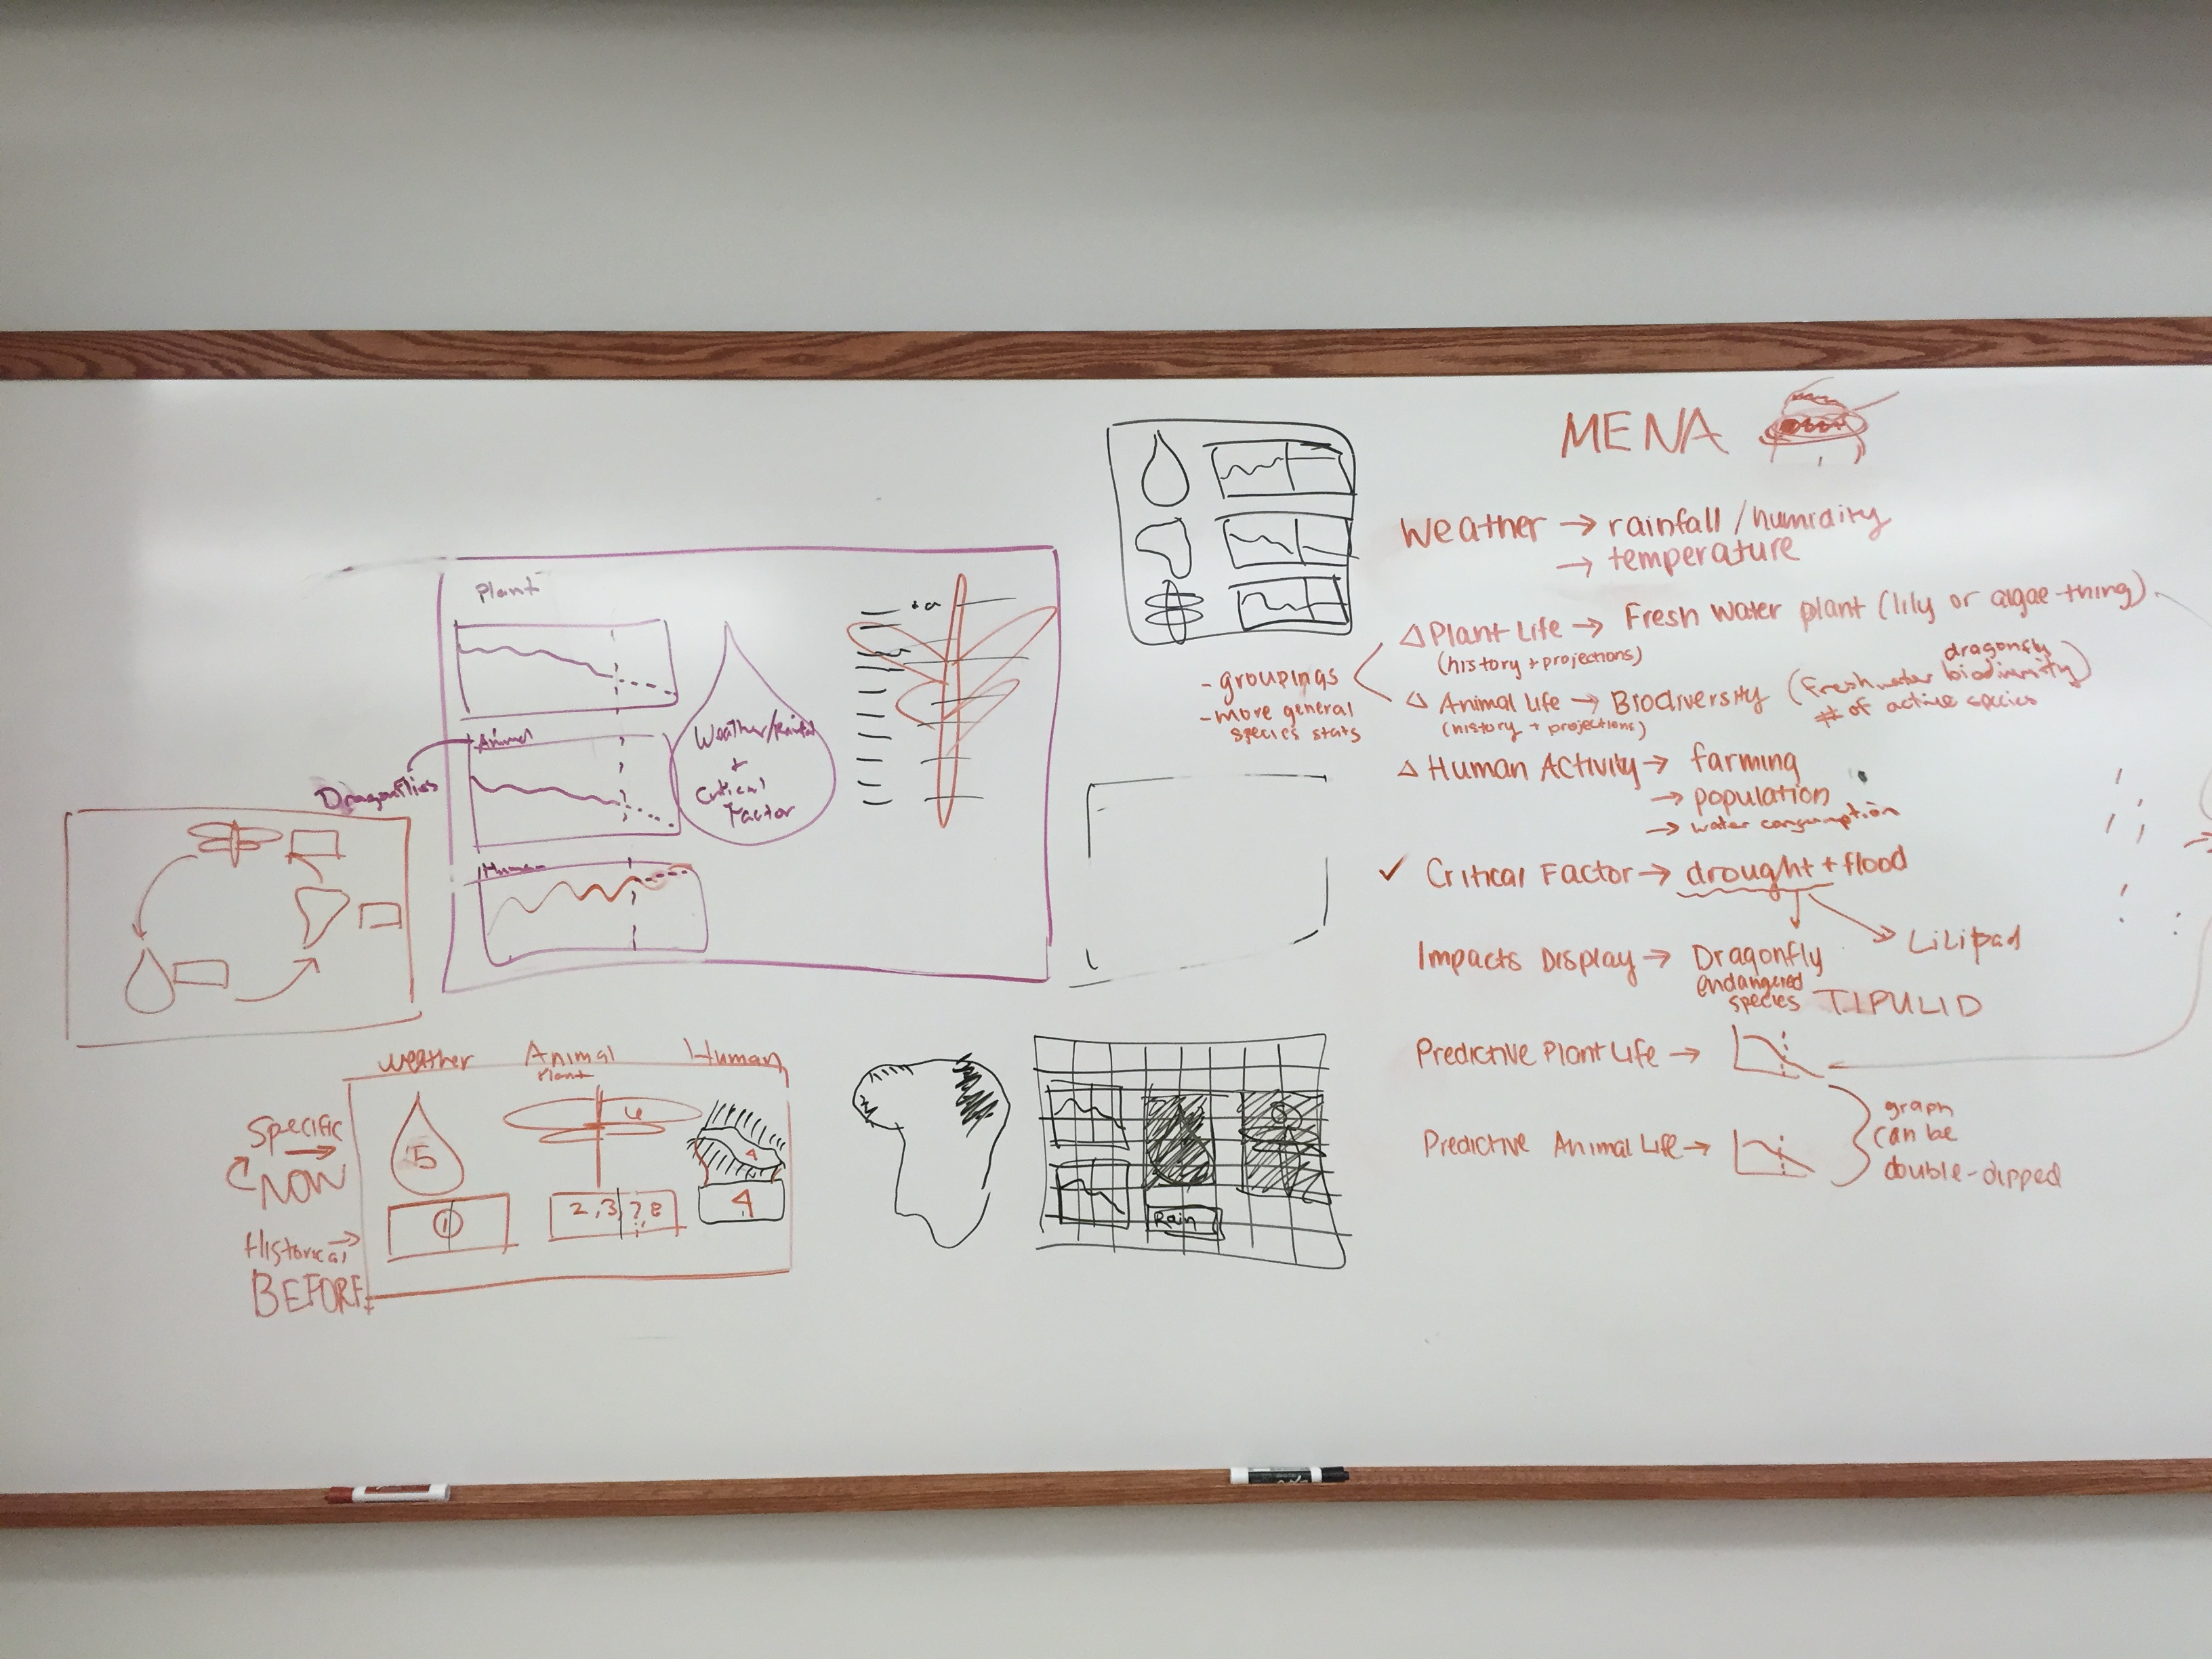 MENA
Weather → rainfall/humidity
→ temperature
△ Plant Life → Fresh water plant (lily or algae-thing)
(history + projections)
dragonfly
△ Animal Life → Biodiversity (freshwater biodiversity)
(history + projections)
# of active species
- groupings
- more general
species stats
△ Human Activity → farming
→ population
→ water consumption
✓ Critical Factor → drought + flood
Lilipad
Impacts Display → Dragonfly
endangered
species
TIPULID
Predictive Plant Life →
Predictive Animal Life →
graph
can be
double-dipped
Plant
Animal
Dragonflies
Human
Weather/Rainfall
+
Critical
Factor
Weather Animal Human
Plant
Specific
NOW
Historical
BEFORE
5
6
4
1
2,3 7,8
4
Rain